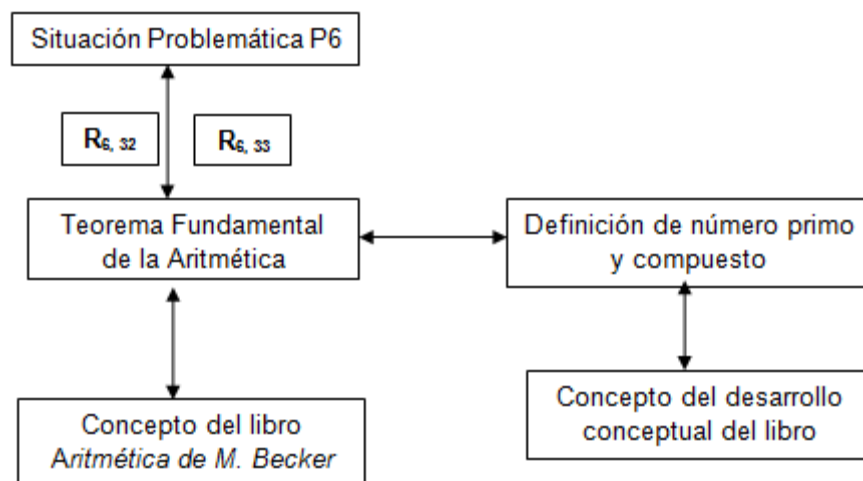 Situación Problemática P6
R6, 32
R6, 33
Teorema Fundamental
de la Aritmética
Definición de número primo
y compuesto
Concepto del libro
Aritmética de M. Becker
Concepto del desarrollo
conceptual del libro